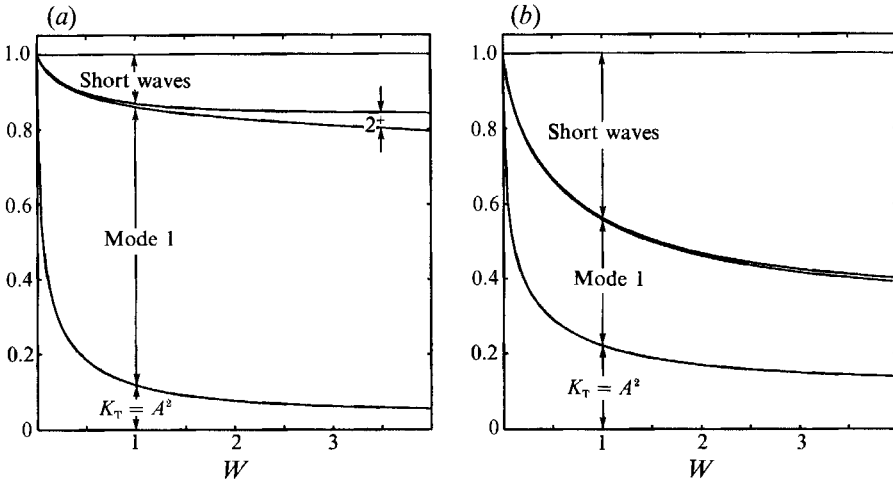 (a)
1.0
Short waves
0.8
2+
0.6
Mode 1
0.4
0.2
K_T = A²
0
1
2
3
W
(b)
1.0
0.8
Short waves
0.6
0.4
Mode 1
0.2
K_T = A²
0
1
2
3
W